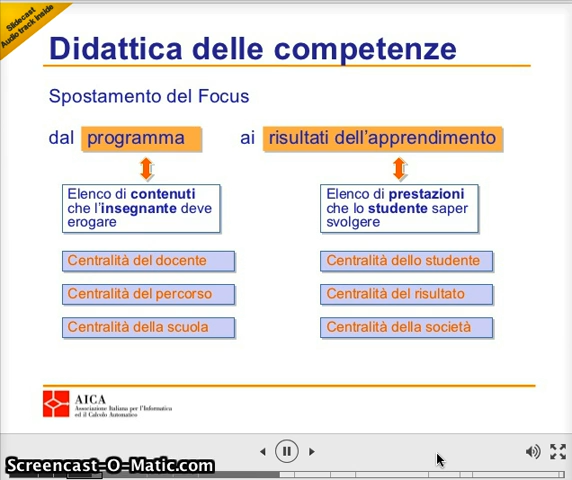 Slidecast
Audio track inside
Didattica delle competenze
Spostamento del Focus
dal programma ai risultati dell'apprendimento
Elenco di contenuti
che l'insegnante deve
erogare
Elenco di prestazioni
che lo studente saper
svolgere
Centralità del docente
Centralità dello studente
Centralità del percorso
Centralità del risultato
Centralità della scuola
Centralità della società
AICA
Associazione Italiana per l'Informatica
ed il Calcolo Automatico
Screencast-O-Matic.com